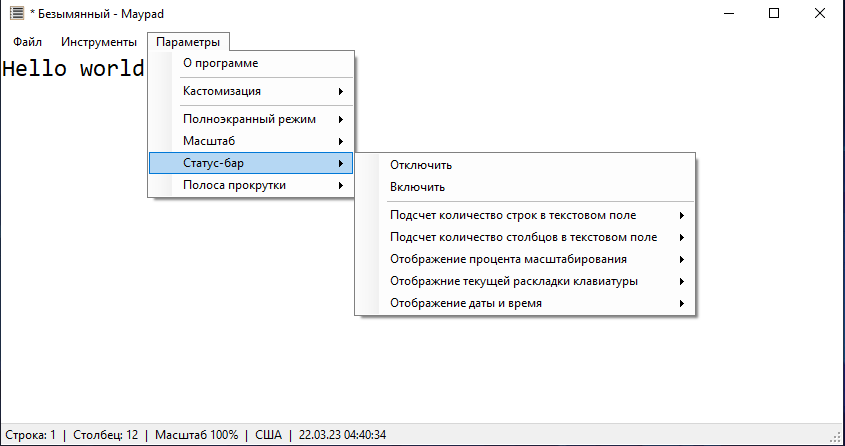 * Безымянный - Maypad
Файл Инструменты Параметры
Hello world
О программе
Кастомизация
Полноэкранный режим
Масштаб
Статус-бар
Полоса прокрутки
Отключить
Включить
Подсчет количество строк в текстовом поле
Подсчет количество столбцов в текстовом поле
Отображение процента масштабирования
Отображние текущей раскладки клавиатуры
Отображение даты и время
Строка: 1 | Столбец: 12 | Масштаб 100% | США | 22.03.23 04:40:34